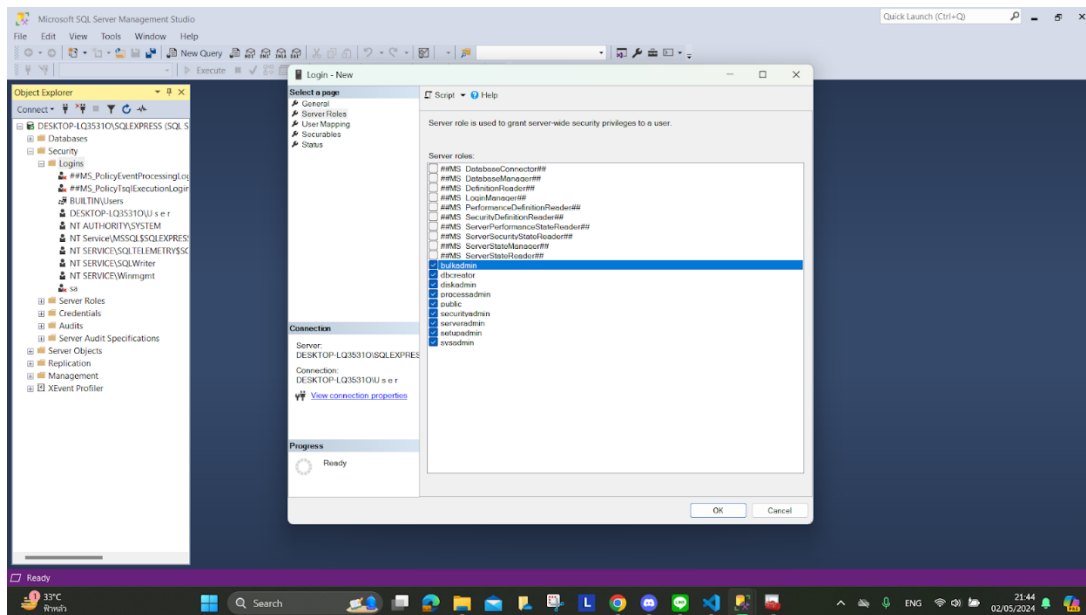 Microsoft SQL Server Management Studio
Quick Launch (Ctrl+Q)
File Edit View Tools Window Help
New Query
Execute
Object Explorer
Connect
DESKTOP-LQ3531O\SQLEXPRESS (SQL S
Databases
Security
Logins
##MS_PolicyEventProcessingLog
##MS_PolicyTsqlExecutionLogin
BUILTIN\Users
DESKTOP-LQ3531O\U s e r
NT AUTHORITY\SYSTEM
NT Service\MSSQL$SQLEXPRES
NT SERVICE\SQLTELEMETRY$SC
NT SERVICE\SQLWriter
NT SERVICE\Winmgmt
sa
Server Roles
Credentials
Audits
Server Audit Specifications
Server Objects
Replication
Management
XEvent Profiler
Login - New
Select a page
General
Server Roles
User Mapping
Securables
Status
Connection
Server:
DESKTOP-LQ3531O\SQLEXPRES
Connection:
DESKTOP-LQ3531O\U s e r
View connection properties
Progress
Ready
Script Help
Server role is used to grant server-wide security privileges to a user.
Server roles:
##MS_DatabaseConnector##
##MS_DatabaseManager##
##MS_DefinitionReader##
##MS_LoginManager##
##MS_PerformanceDefinitionReader##
##MS_SecurityDefinitionReader##
##MS_ServerPerformanceStateReader##
##MS_ServerSecurityStateReader##
##MS_ServerStateManager##
##MS_ServerStateReader##
bulkadmin
dbcreator
diskadmin
processadmin
public
securityadmin
serveradmin
setupadmin
sysadmin
OK Cancel
Ready
1
33°C
ฟ้าหลัว
Search
ENG
21:44
02/05/2024